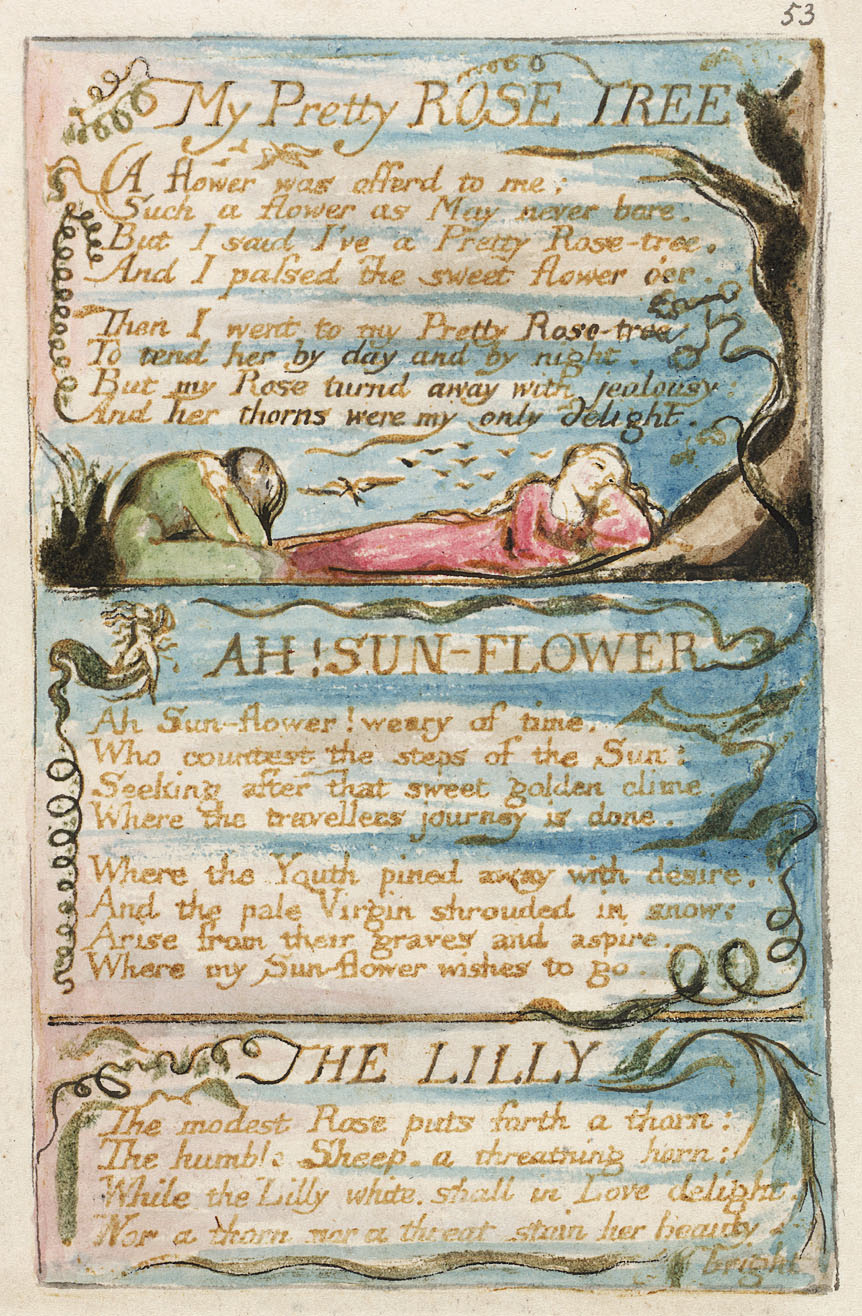 53
My Pretty ROSE TREE
A flower was offerd to me;
Such a flower as May never bore.
But I said I've a Pretty Rose-tree,
And I passed the sweet flower o'er.
Then I went to my Pretty Rose-tree
To tend her by day and by night.
But my Rose turnd away with jealousy:
And her thorns were my only delight.
AH! SUN-FLOWER
Ah Sun-flower! weary of time,
Who countest the steps of the Sun:
Seeking after that sweet golden clime
Where the travellers journey is done.
Where the Youth pined away with desire,
And the pale Virgin shrouded in snow:
Arise from their graves and aspire,
Where my Sun-flower wishes to go.
THE LILLY
The modest Rose puts forth a thorn:
The humble Sheep, a threatning horn:
While the Lilly white, shall in Love delight,
Nor a thorn nor a threat stain her beauty
bright